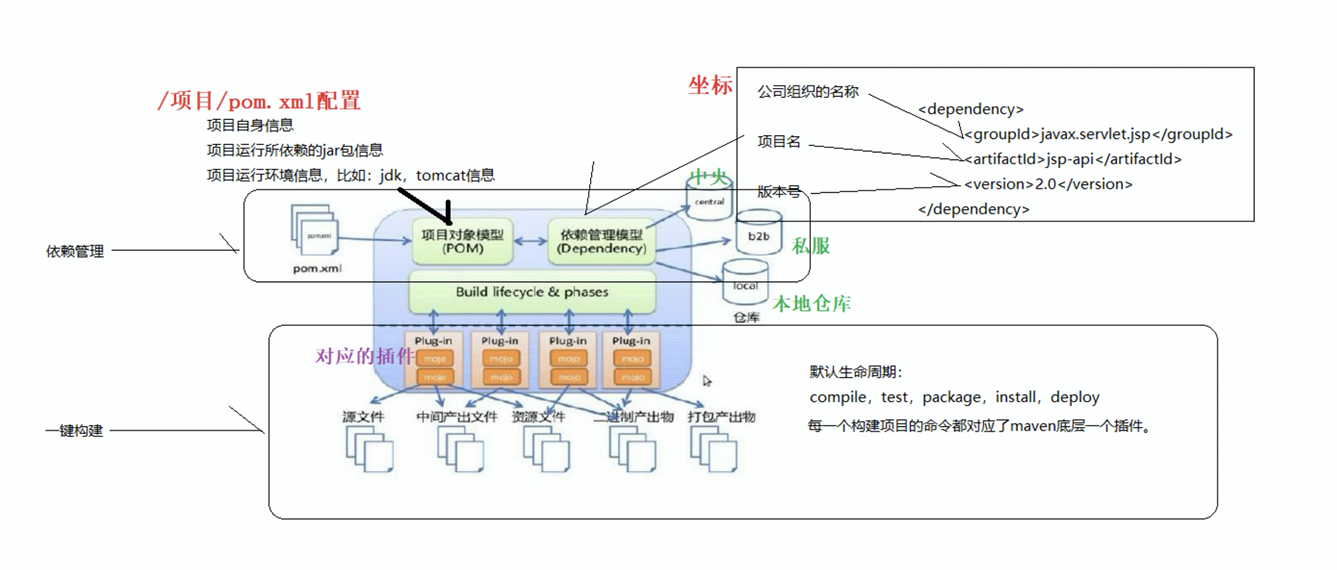 /项目/pom.xml配置
项目自身信息
项目运行所依赖的jar包信息
项目运行环境信息，比如：jdk，tomcat信息
坐标
公司组织的名称
<dependency>
<groupId>javax.servlet.jsp</groupId>
项目名
<artifactId>jsp-api</artifactId>
版本号
<version>2.0</version>
</dependency>
依赖管理
pom.xml
pom.xml
项目对象模型
(POM)
依赖管理模型
(Dependency)
中央
central
b2b
私服
local
本地仓库
仓库
Build lifecycle & phases
对应的插件
Plug-in
mojo
mojo
Plug-in
mojo
mojo
Plug-in
mojo
mojo
Plug-in
mojo
mojo
源文件
中间产出文件
资源文件
二进制产出物
打包产出物
一键构建
默认生命周期：
compile，test，package，install，deploy
每一个构建项目的命令都对应了maven底层一个插件。